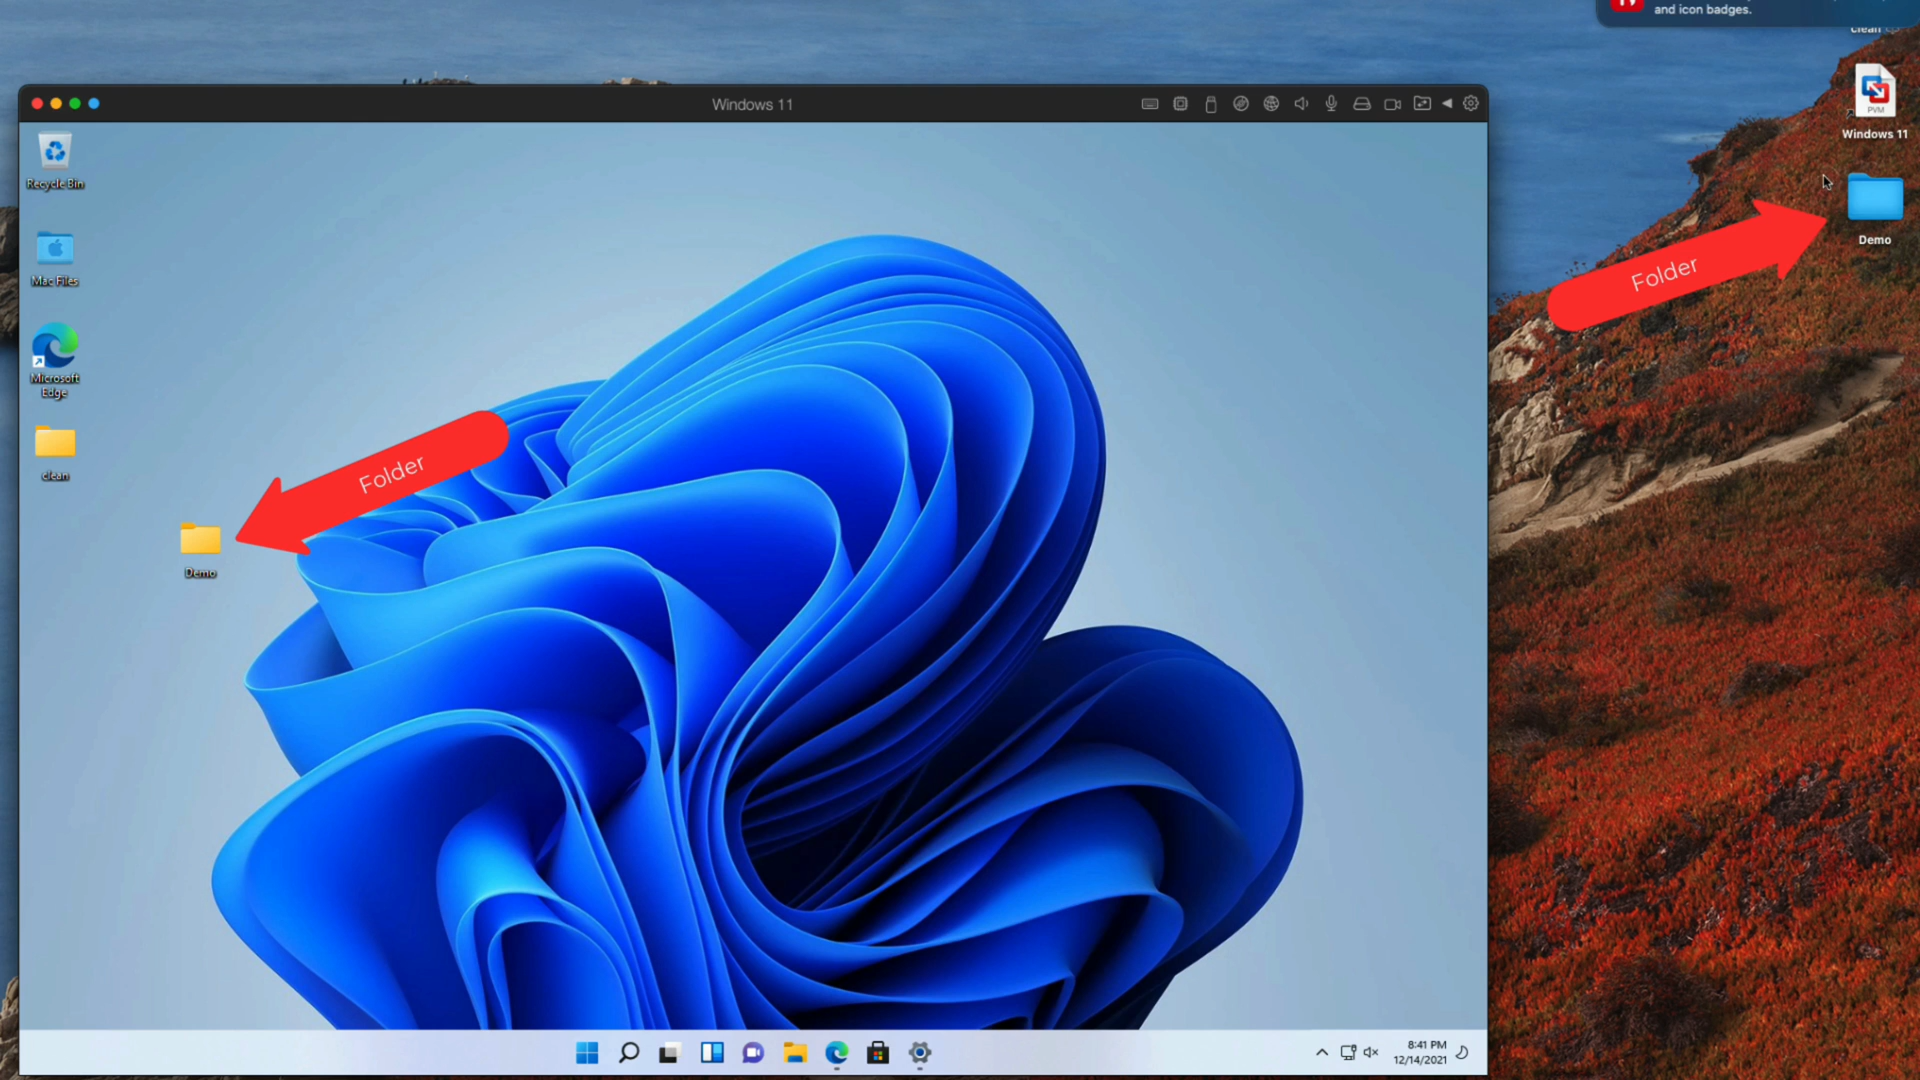 and icon badges.
clean
Windows 11
PVM
Windows 11
Recycle Bin
Demo
Folder
Mac Files
Microsoft
Edge
Folder
clean
Demo
8:41 PM
12/14/2021